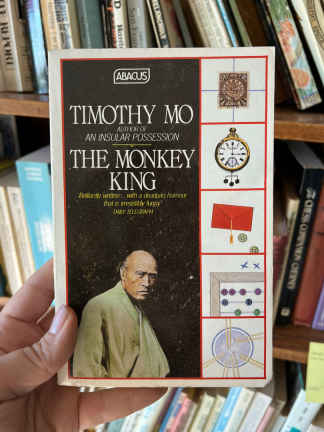 ABACUS
TIMOTHY MO
AUTHOR OF
AN INSULAR POSSESSION
THE MONKEY
KING
'Brilliantly written... with a deadpan humour
that is irresistibly funny'
DAILY TELEGRAPH